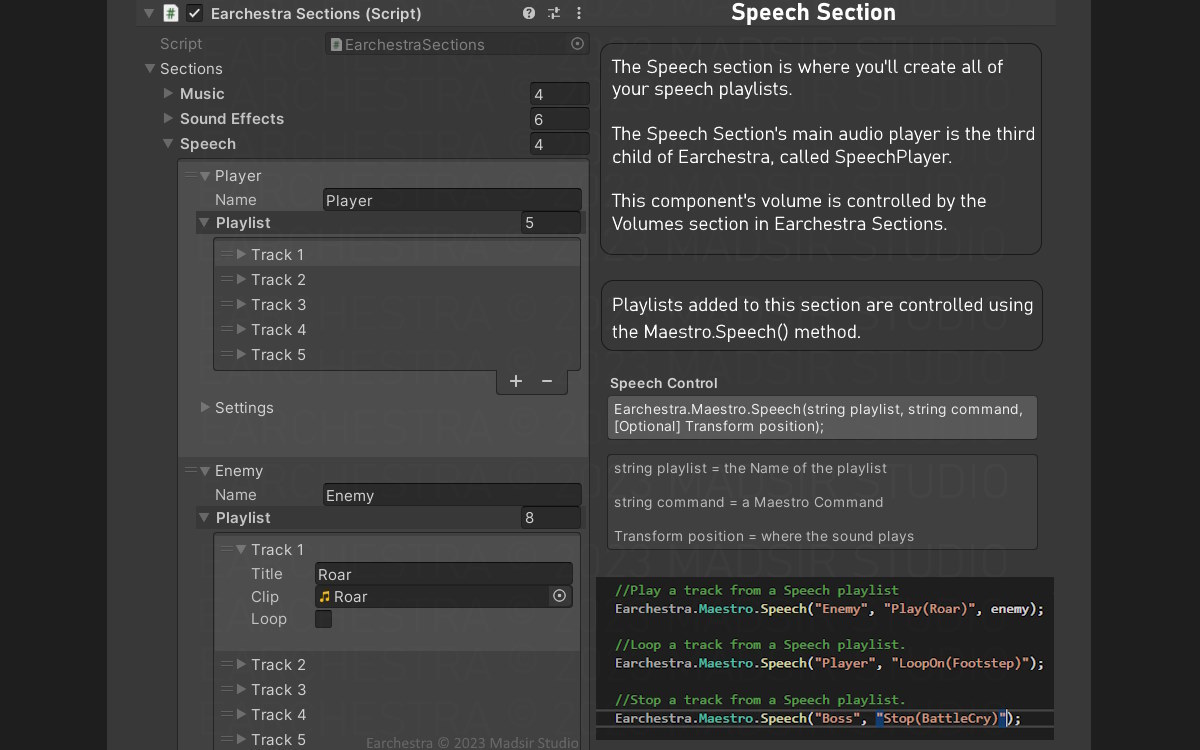 Earchestra Sections (Script)
Script
EarchestraSections
Sections
Music
4
Sound Effects
6
Speech
4
Player
Name
Player
Playlist
5
Track 1
Track 2
Track 3
Track 4
Track 5
+ −
Settings
Enemy
Name
Enemy
Playlist
8
Track 1
Title
Roar
Clip
Roar
Loop
Track 2
Track 3
Track 4
Track 5
Earchestra © 2023 Madsir Studio
Speech Section
The Speech section is where you'll create all of
your speech playlists.
The Speech Section's main audio player is the third
child of Earchestra, called SpeechPlayer.
This component's volume is controlled by the
Volumes section in Earchestra Sections.
Playlists added to this section are controlled using
the Maestro.Speech() method.
Speech Control
Earchestra.Maestro.Speech(string playlist, string command,
[Optional] Transform position);
string playlist = the Name of the playlist
string command = a Maestro Command
Transform position = where the sound plays
//Play a track from a Speech playlist
Earchestra.Maestro.Speech("Enemy", "Play(Roar)", enemy);
//Loop a track from a Speech playlist.
Earchestra.Maestro.Speech("Player", "LoopOn(Footstep)");
//Stop a track from a Speech playlist.
Earchestra.Maestro.Speech("Boss", "Stop(BattleCry)");